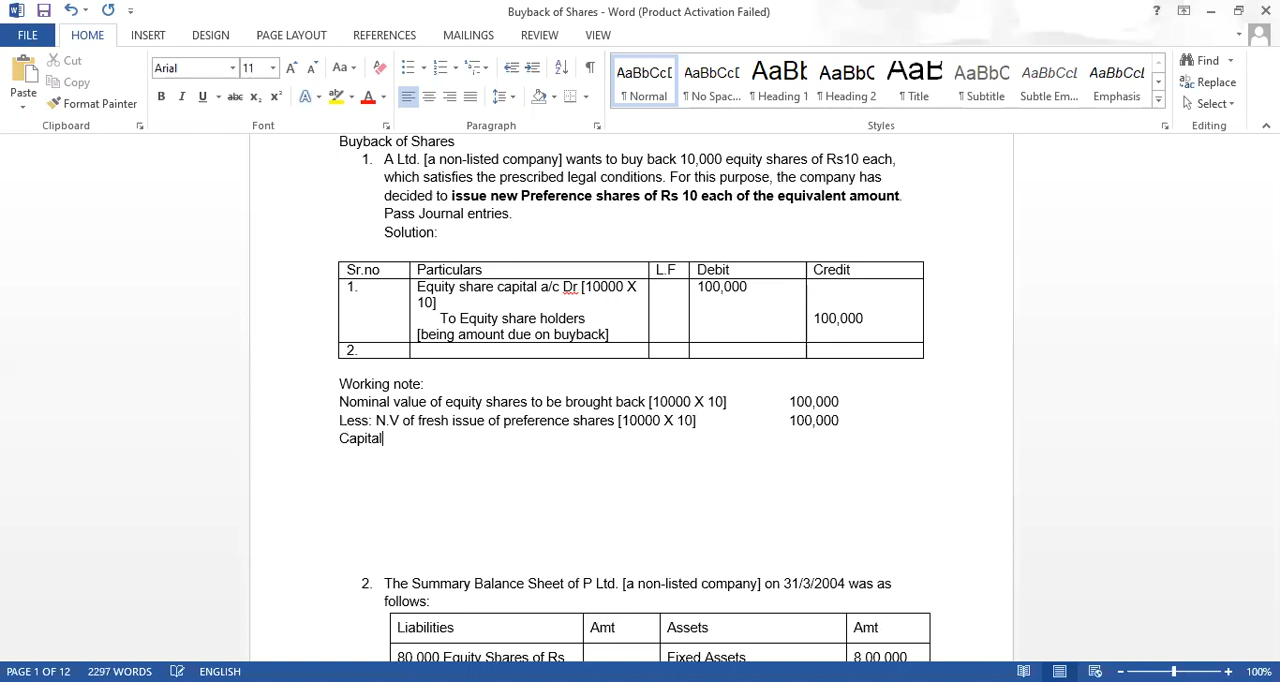 Buyback of Shares - Word (Product Activation Failed)
FILE HOME INSERT DESIGN PAGE LAYOUT REFERENCES MAILINGS REVIEW VIEW
Paste Cut Copy Format Painter
Arial 11
AaBbCcD AaBbCcD AaBb AaBbC AaB AaBbC AaBbCcL AaBbCcL
¶ Normal ¶ No Spac... ¶ Heading 1 ¶ Heading 2 ¶ Title ¶ Subtitle Subtle Em... Emphasis
Find Replace Select
Clipboard Font Paragraph Styles Editing
Buyback of Shares
1. A Ltd. [a non-listed company] wants to buy back 10,000 equity shares of Rs10 each,
which satisfies the prescribed legal conditions. For this purpose, the company has
decided to issue new Preference shares of Rs 10 each of the equivalent amount.
Pass Journal entries.
Solution:
Sr.no Particulars L.F Debit Credit
1. Equity share capital a/c Dr [10000 X 100,000
10]
To Equity share holders 100,000
[being amount due on buyback]
2.
Working note:
Nominal value of equity shares to be brought back [10000 X 10] 100,000
Less: N.V of fresh issue of preference shares [10000 X 10] 100,000
Capital
2. The Summary Balance Sheet of P Ltd. [a non-listed company] on 31/3/2004 was as
follows:
Liabilities Amt Assets Amt
80,000 Equity Shares of Rs Fixed Assets 8,00,000
PAGE 1 OF 12 2297 WORDS ENGLISH 100%